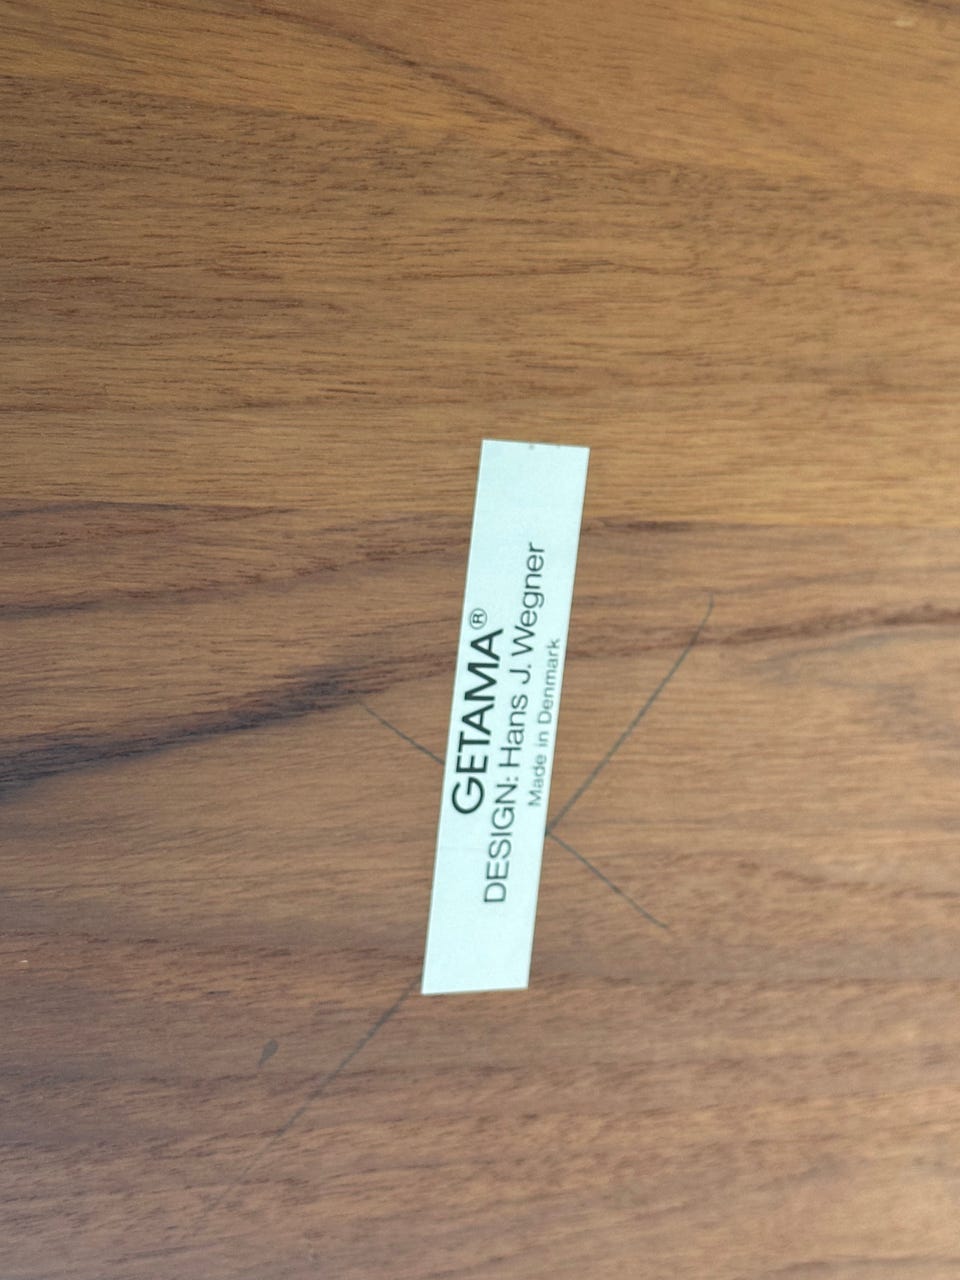 GETAMA®
DESIGN: Hans J. Wegner
Made in Denmark